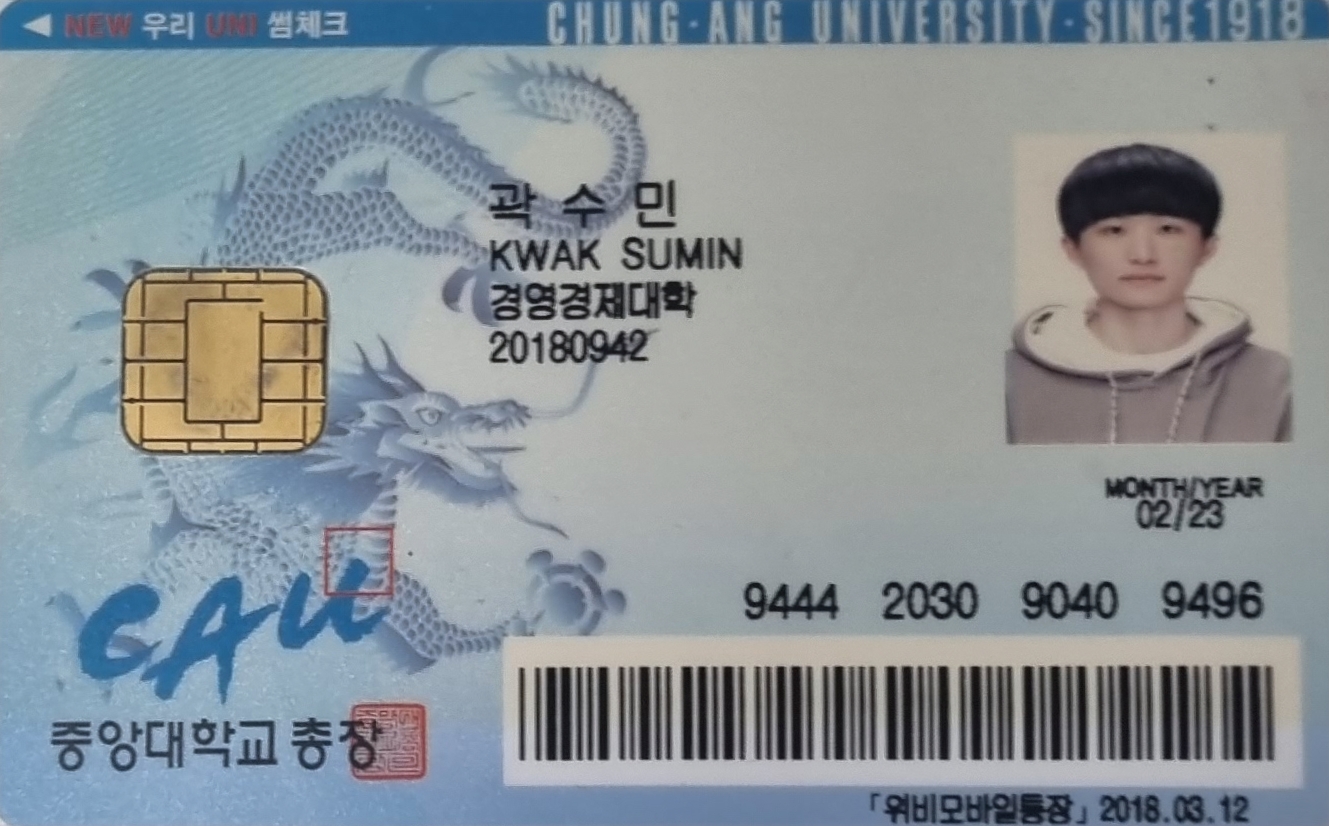 ◀ NEW 우리 UNI 썸체크
CHUNG-ANG UNIVERSITY·SINCE1918
곽 수 민
KWAK SUMIN
경영경제대학
20180942
MONTH/YEAR
02/23
CAU
9444 2030 9040 9496
중앙대학교 총장
「위비모바일통장」 2018.03.12